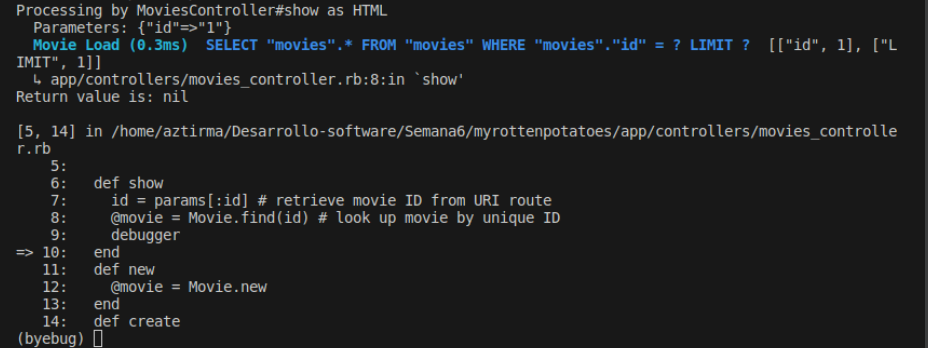 Processing by MoviesController#show as HTML
  Parameters: {"id"=>"1"}
  Movie Load (0.3ms)  SELECT "movies".* FROM "movies" WHERE "movies"."id" = ? LIMIT ?  [["id", 1], ["L
IMIT", 1]]
  ↳ app/controllers/movies_controller.rb:8:in `show'
Return value is: nil

[5, 14] in /home/aztirma/Desarrollo-software/Semana6/myrottenpotatoes/app/controllers/movies_controlle
r.rb
    5:
    6:   def show
    7:     id = params[:id] # retrieve movie ID from URI route
    8:     @movie = Movie.find(id) # look up movie by unique ID
    9:     debugger
=> 10:   end
   11:   def new
   12:     @movie = Movie.new
   13:   end
   14:   def create
(byebug)